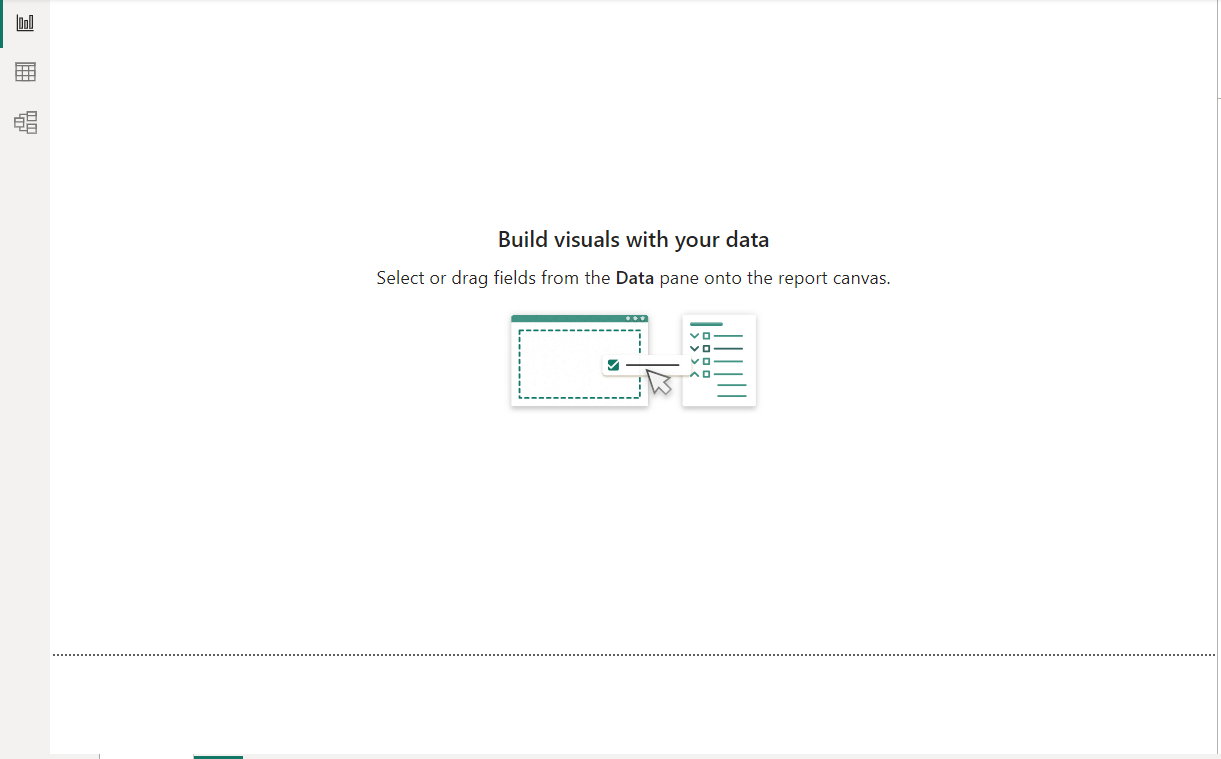 Build visuals with your data
Select or drag fields from the Data pane onto the report canvas.